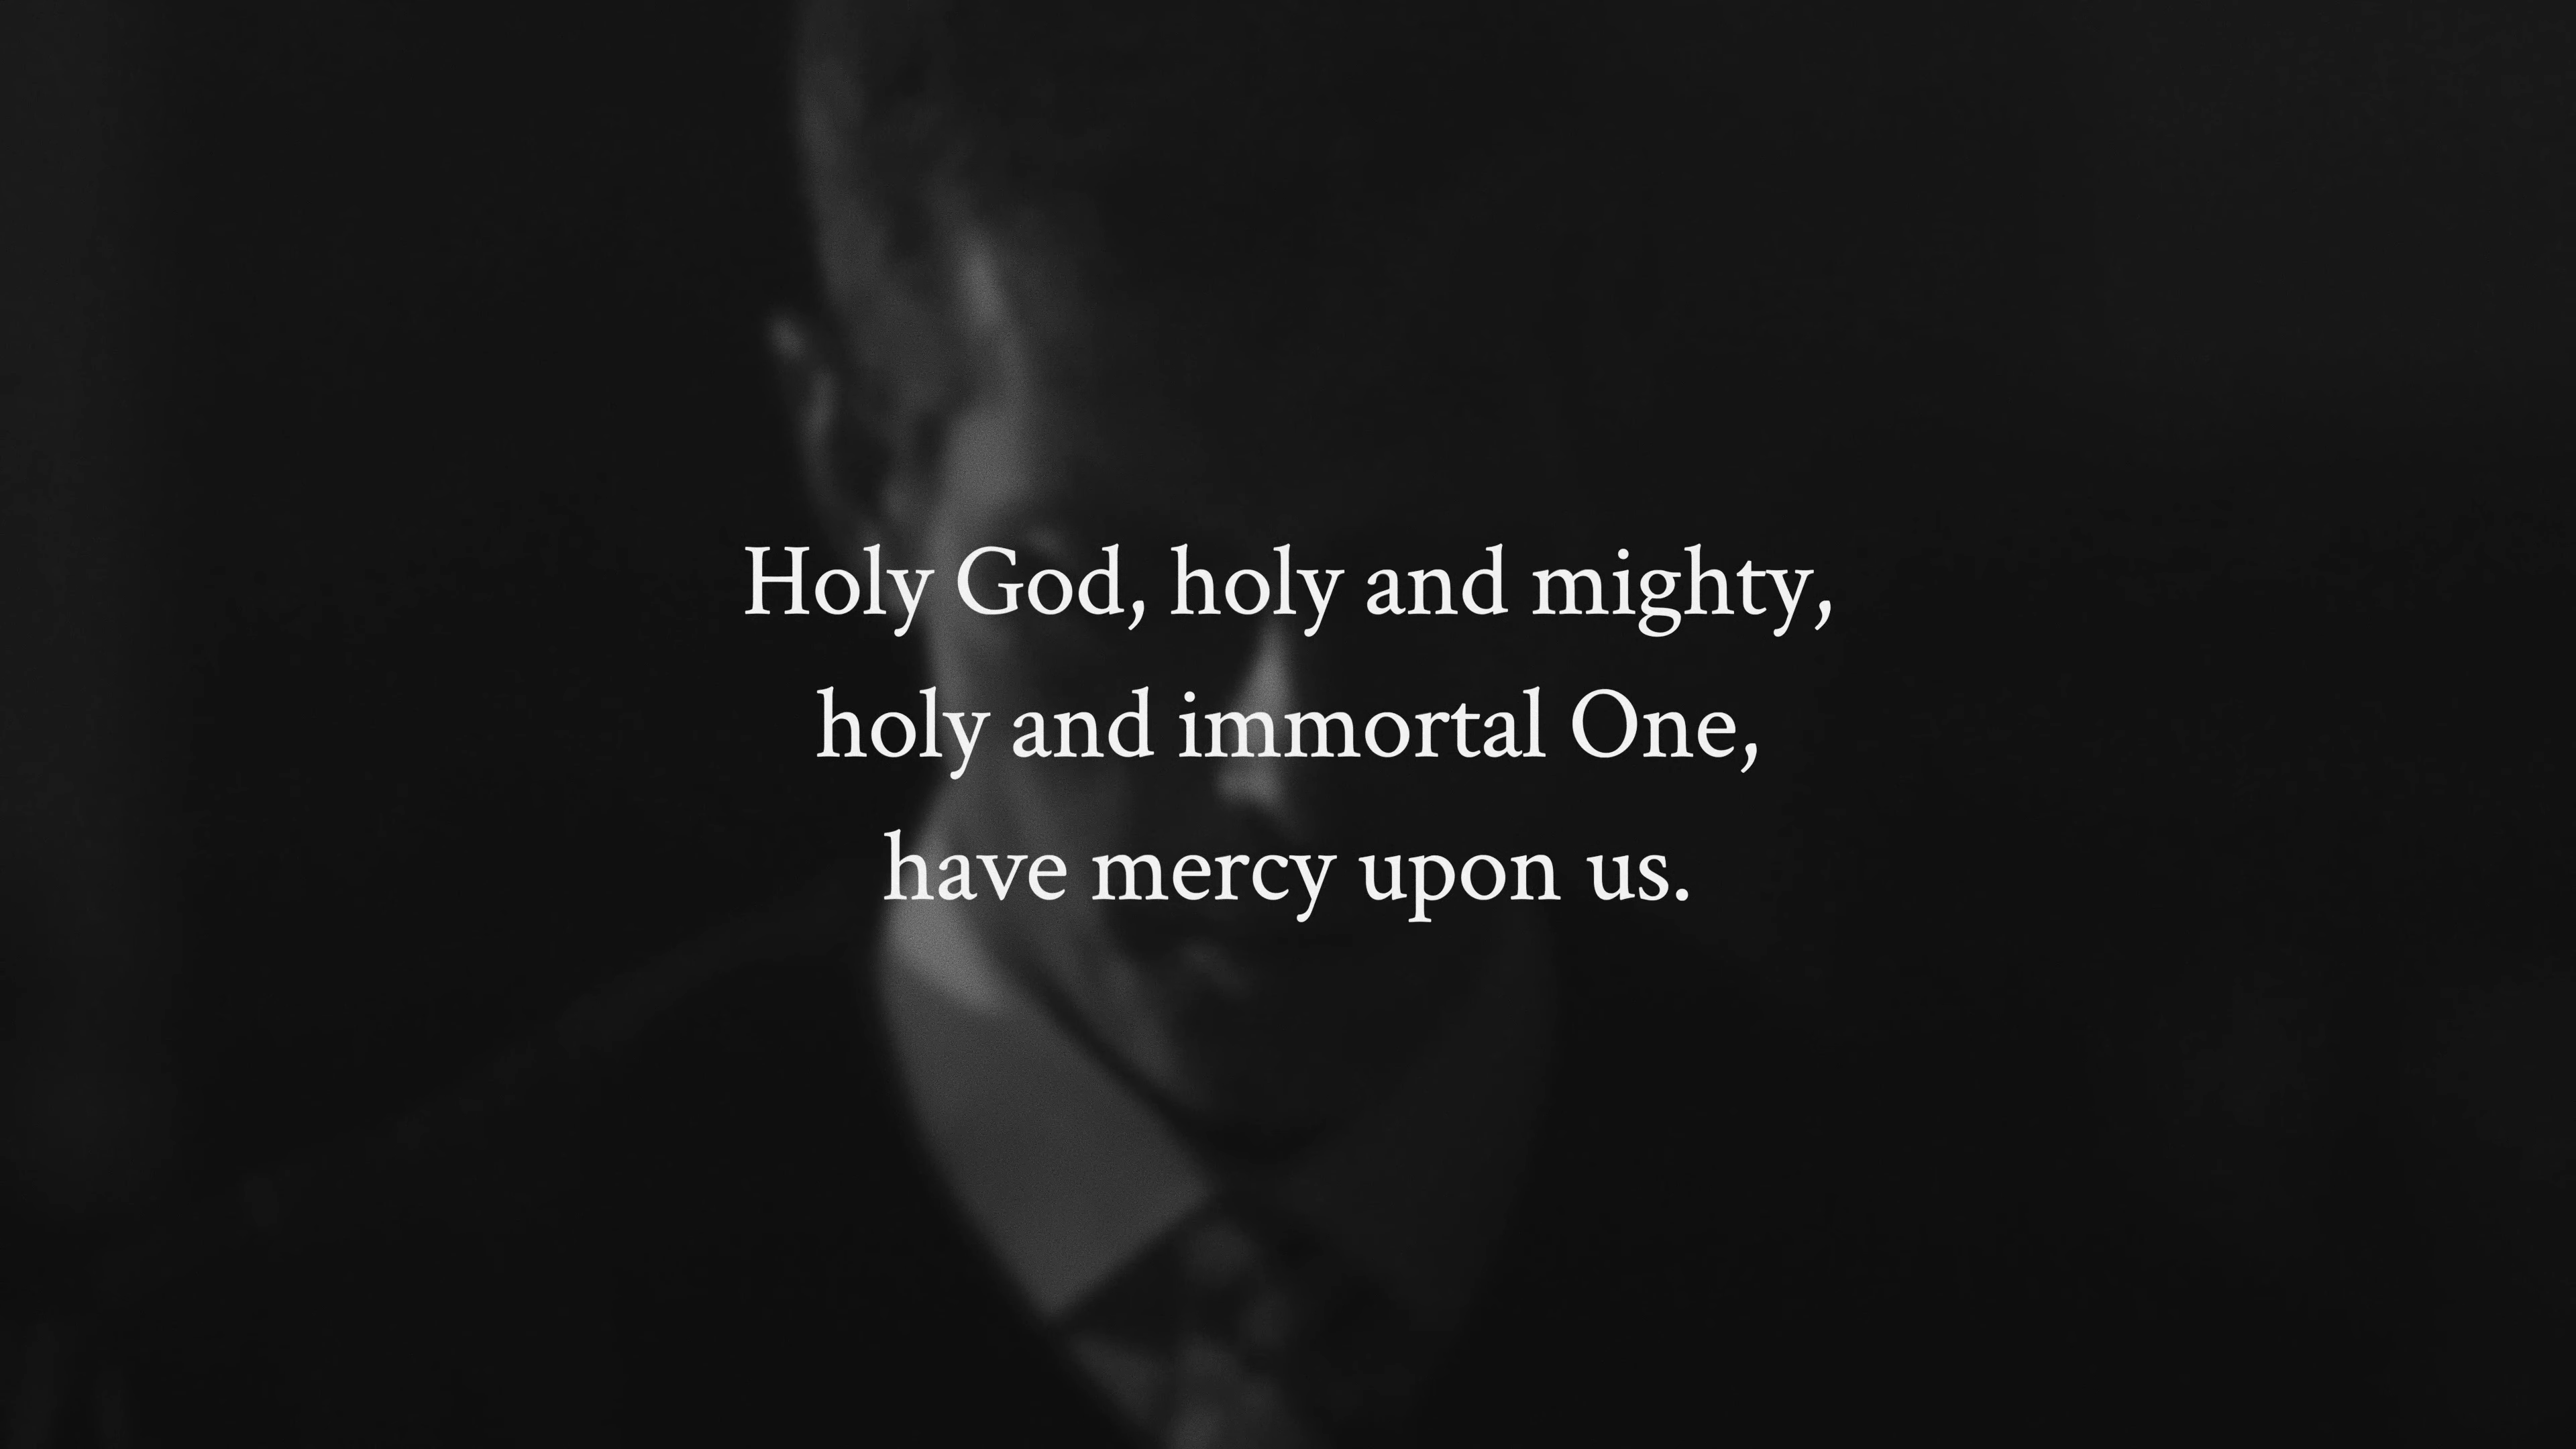 Holy God, holy and mighty,
holy and immortal One,
have mercy upon us.